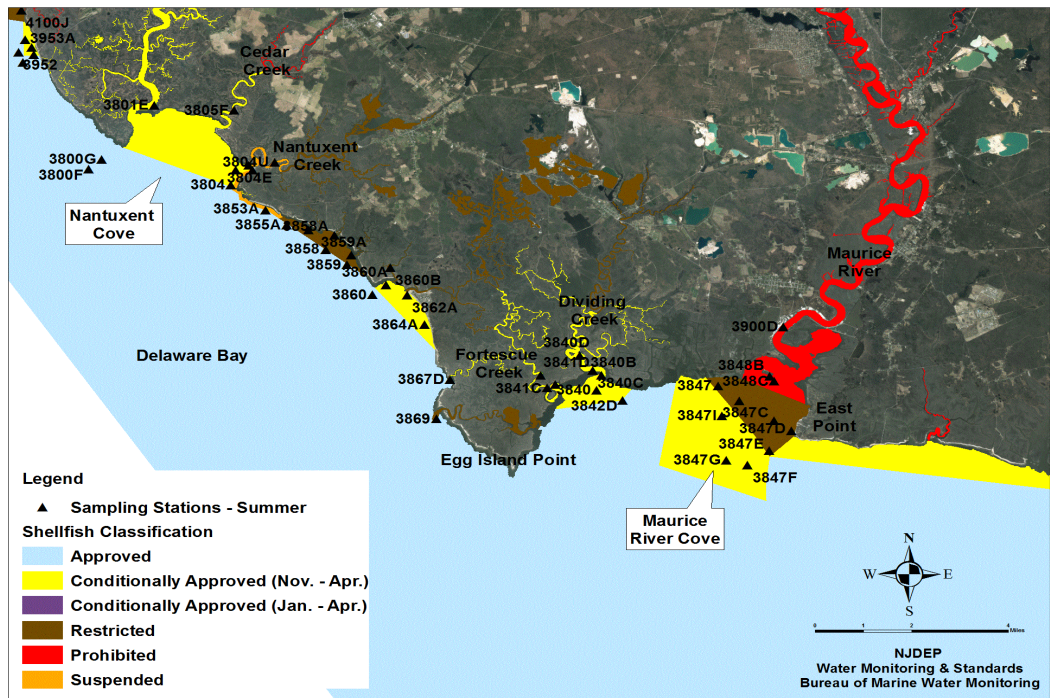 4100J
3953A
3952
Cedar
Creek
3801E
3805E
Nantuxent
Creek
3800G
3800F
3804U
3804E
3804
Nantuxent
Cove
3853A
3855A
3858A
3858
3859A
3859
3860A
3860B
3860
3862A
3864A
Maurice
River
Dividing
Creek
3900D
Delaware Bay
3840D
Fortescue
Creek
3841D
3840B
3848B
3867D
3841C
3840
3840C
3847
3848C
3842D
3869
3847I
3847C
3847D
East
Point
3847E
Egg Island Point
3847G
3847F
Maurice
River Cove
Legend
Sampling Stations - Summer
Shellfish Classification
Approved
Conditionally Approved (Nov. - Apr.)
Conditionally Approved (Jan. - Apr.)
Restricted
Prohibited
Suspended
N
W
E
S
0 1 2 4
Miles
NJDEP
Water Monitoring & Standards
Bureau of Marine Water Monitoring